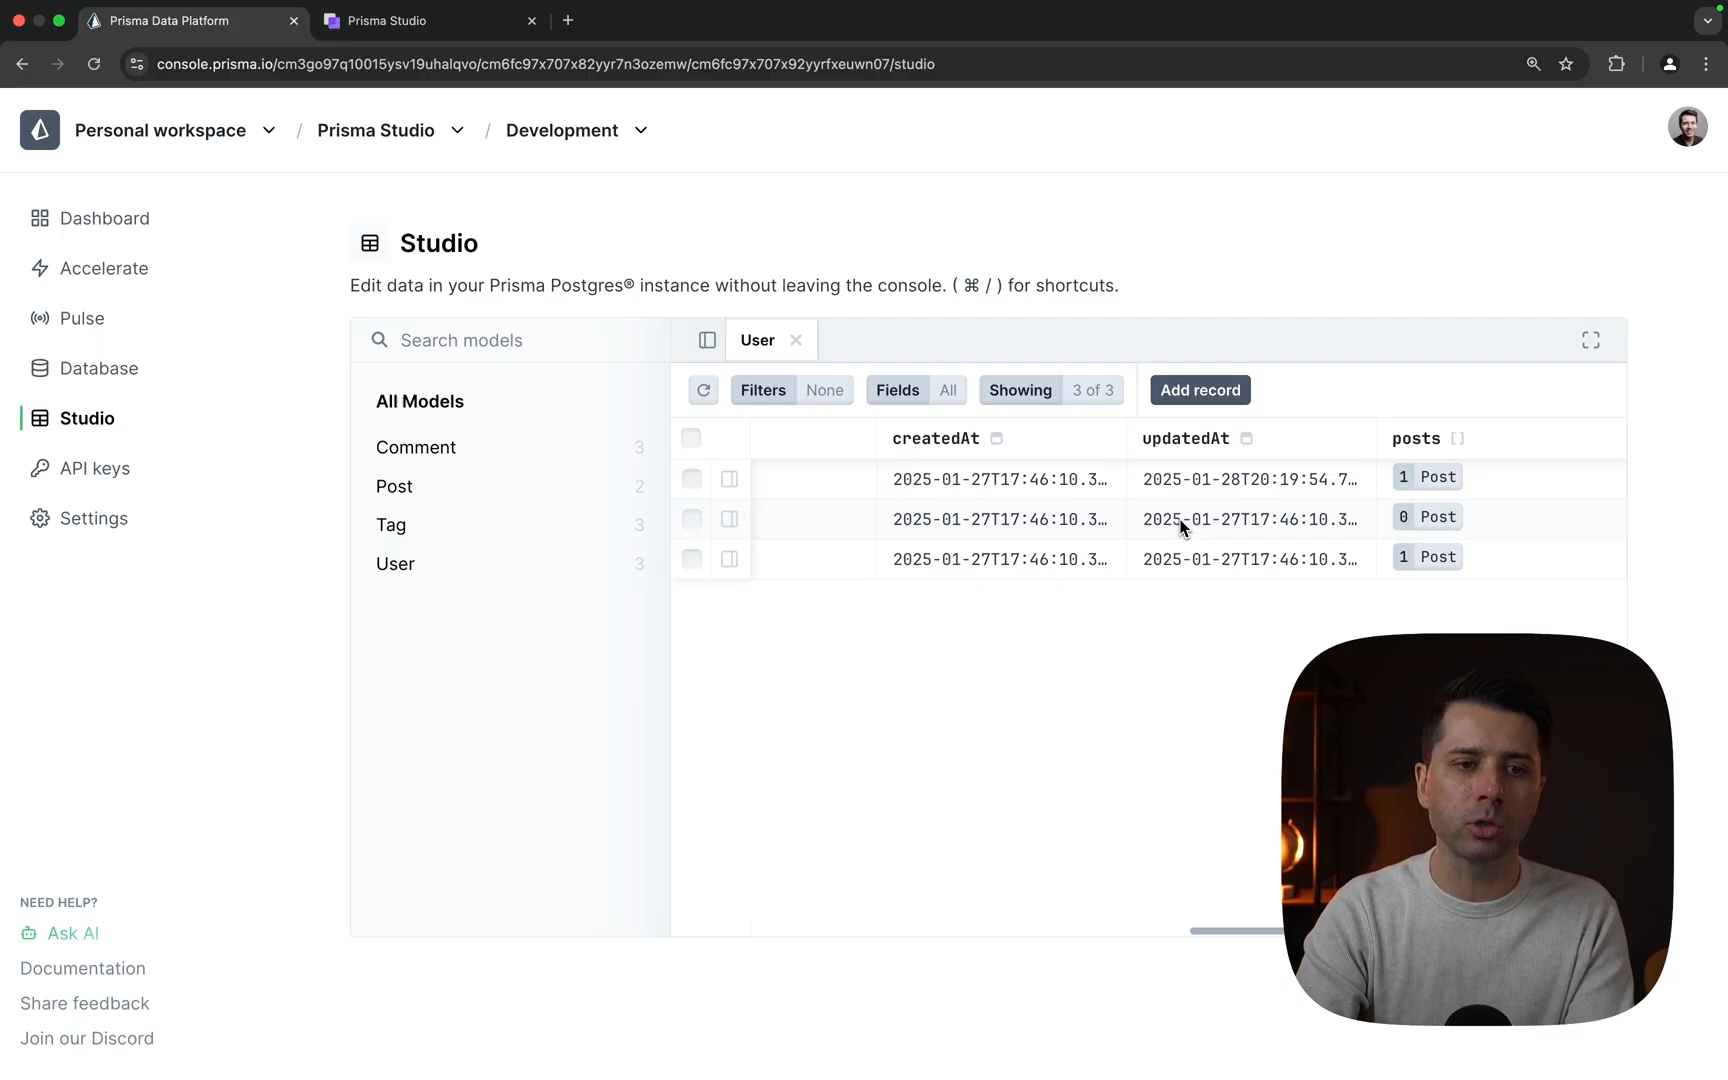 Prisma Data Platform
Prisma Studio
console.prisma.io/cm3go97q10015ysv19uhalqvo/cm6fc97x707x82yyr7n3ozemw/cm6fc97x707x92yyrfxeuwn07/studio
Personal workspace / Prisma Studio / Development
Dashboard
Accelerate
Pulse
Database
Studio
API keys
Settings
NEED HELP?
Ask AI
Documentation
Share feedback
Join our Discord
Studio
Edit data in your Prisma Postgres® instance without leaving the console. ( ⌘ / ) for shortcuts.
Search models
All Models
Comment 3
Post 2
Tag 3
User 3
User
Filters None Fields All Showing 3 of 3 Add record
createdAt updatedAt posts []
2025-01-27T17:46:10.3… 2025-01-28T20:19:54.7… 1 Post
2025-01-27T17:46:10.3… 2025-01-27T17:46:10.3… 0 Post
2025-01-27T17:46:10.3… 2025-01-27T17:46:10.3… 1 Post